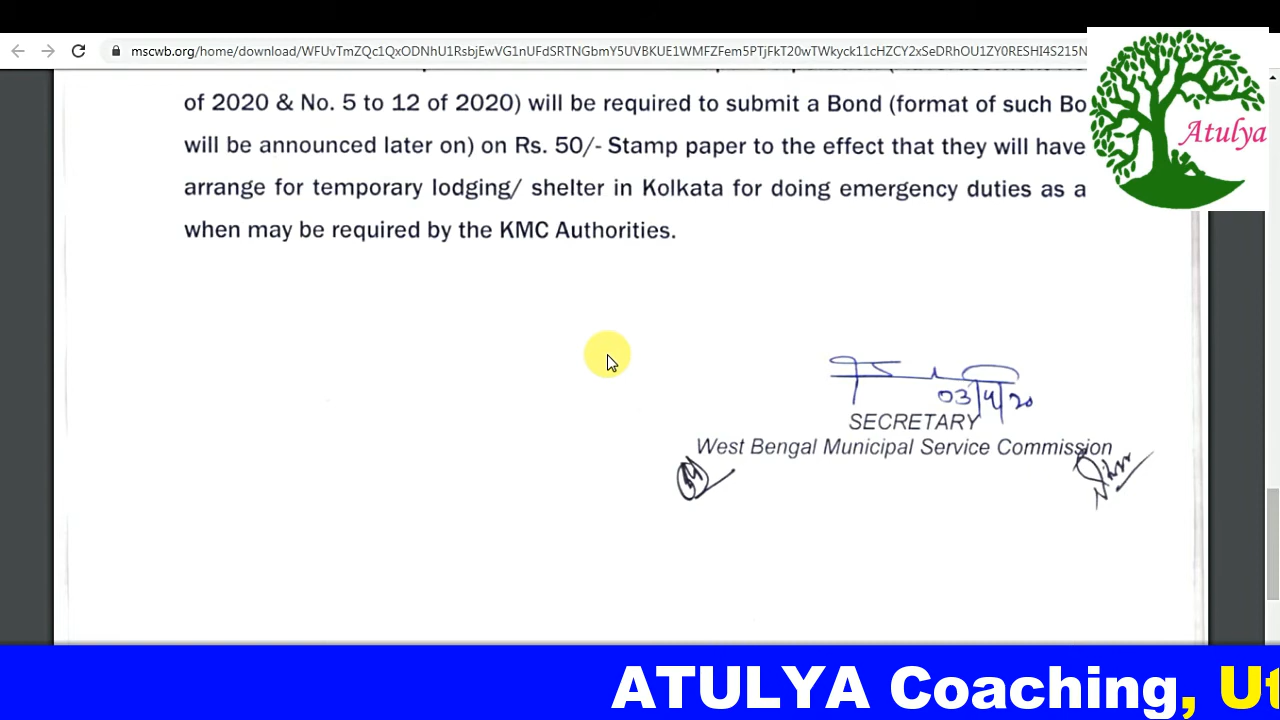 mscwb.org/home/download/WFUvTmZQc1QxODNhU1RsbjEwVG1nUFdSRTNGbmY5UVBKUE1WMFZFem5PTjFkT20wTWkyck11cHZCY2xSeDRhOU1ZY0RESHI4S215N
of 2020 & No. 5 to 12 of 2020) will be required to submit a Bond (format of such Bo
will be announced later on) on Rs. 50/- Stamp paper to the effect that they will have
arrange for temporary lodging/ shelter in Kolkata for doing emergency duties as a
when may be required by the KMC Authorities.
Atulya
03/4/20
SECRETARY
West Bengal Municipal Service Commission
ATULYA Coaching, Ut